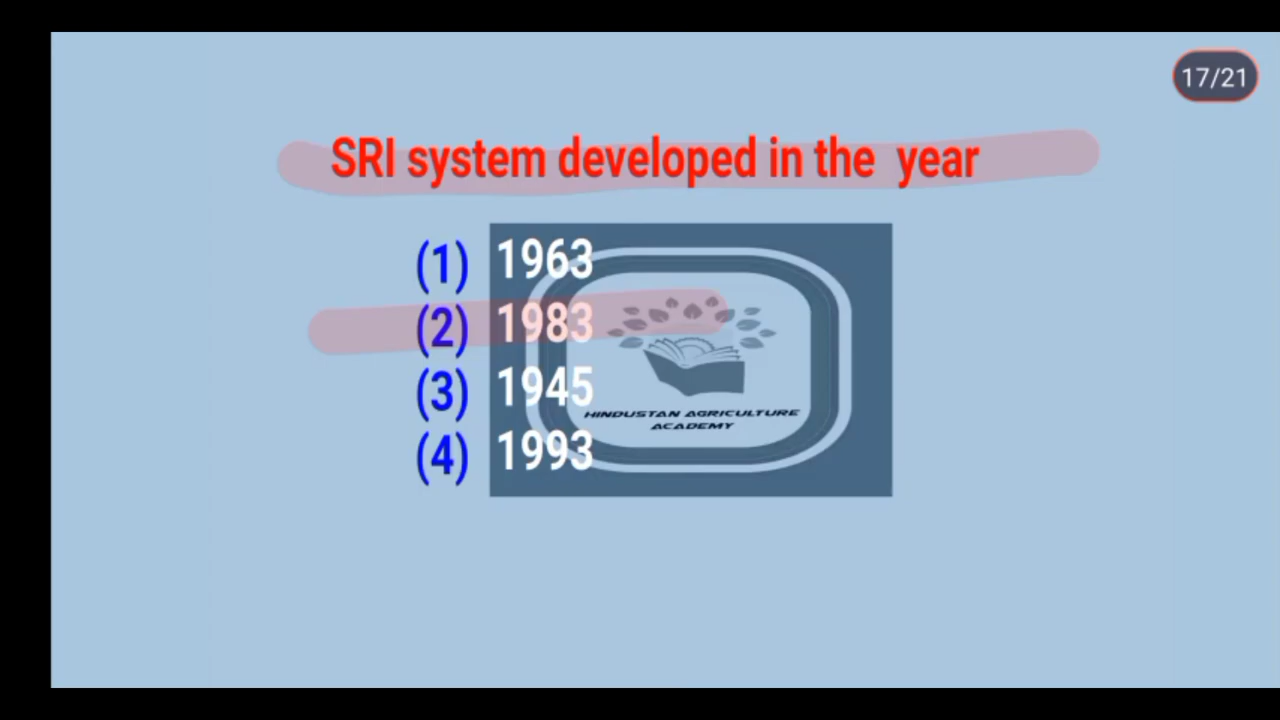 17/21
SRI system developed in the year
(1) 1963
(2) 1983
(3) 1945
(4) 1993
HINDUSTAN AGRICULTURE
ACADEMY